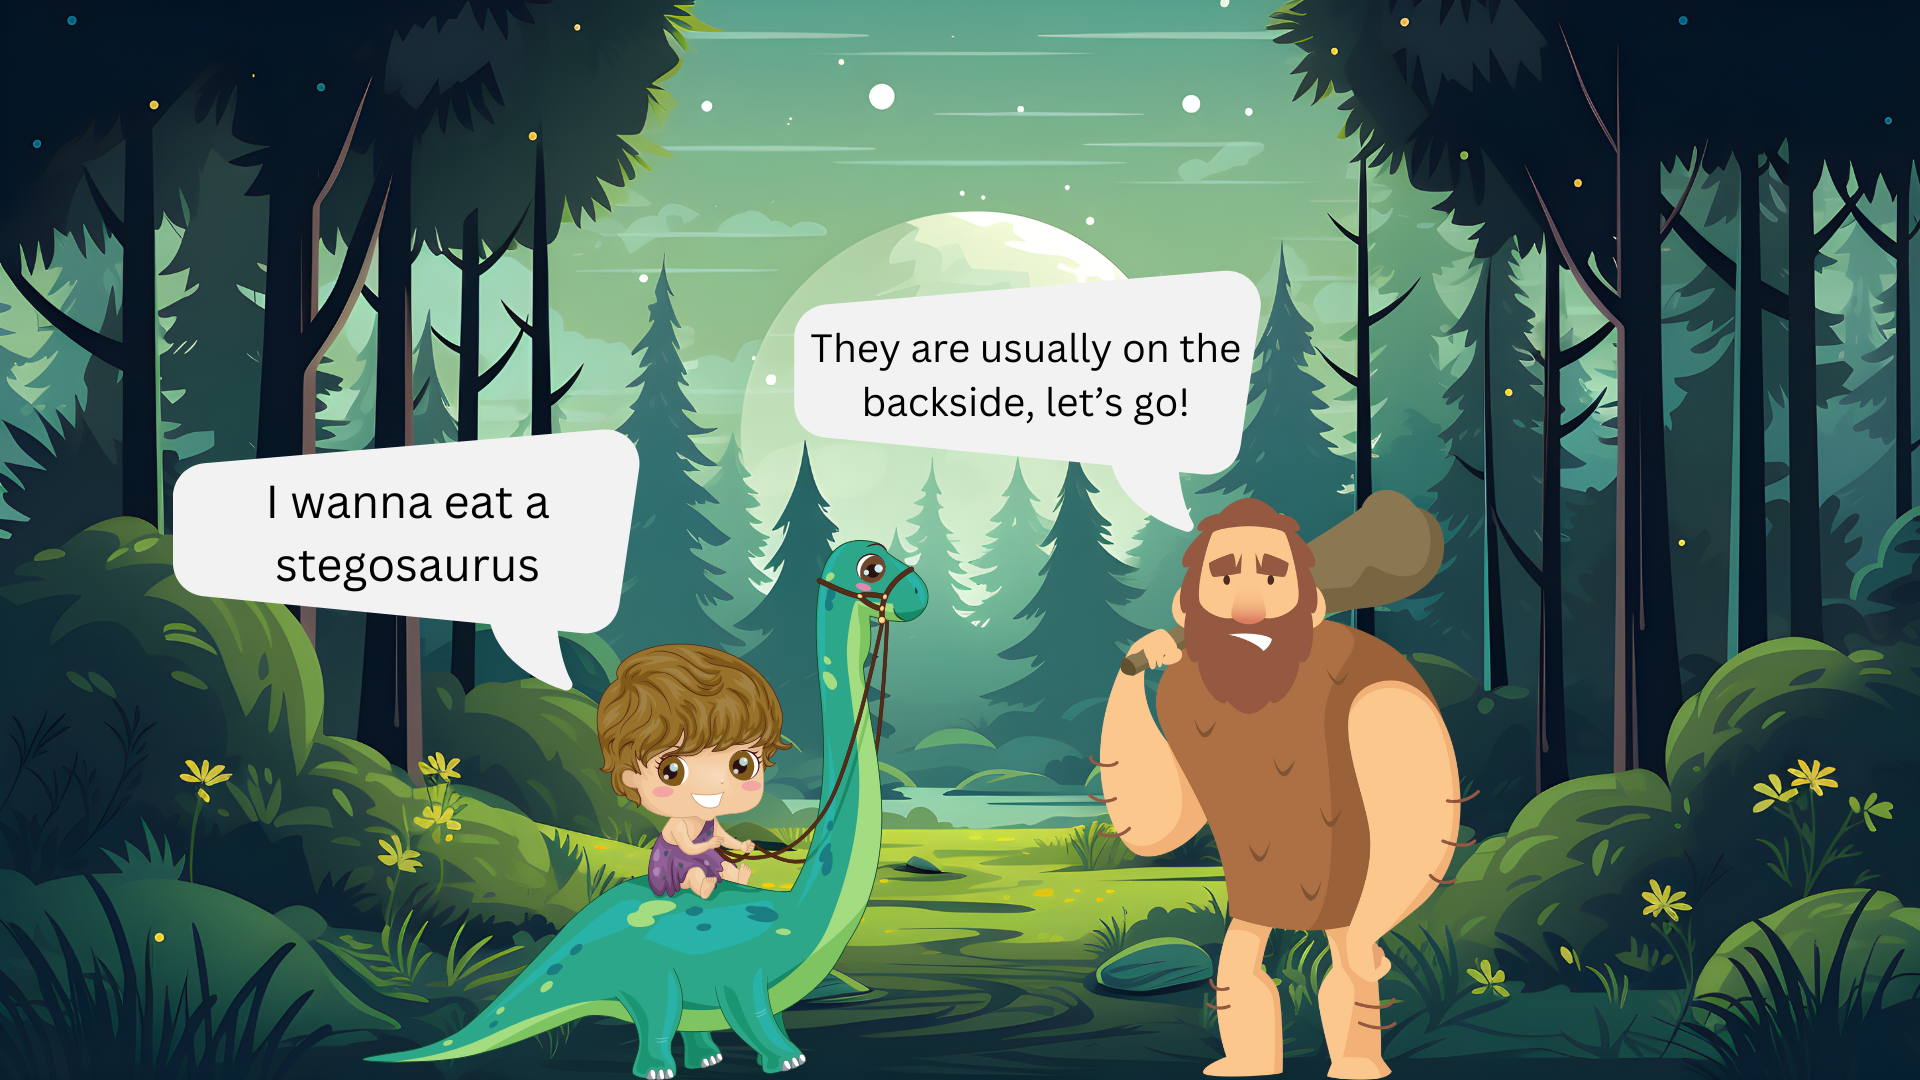 I wanna eat a
stegosaurus
They are usually on the
backside, let’s go!